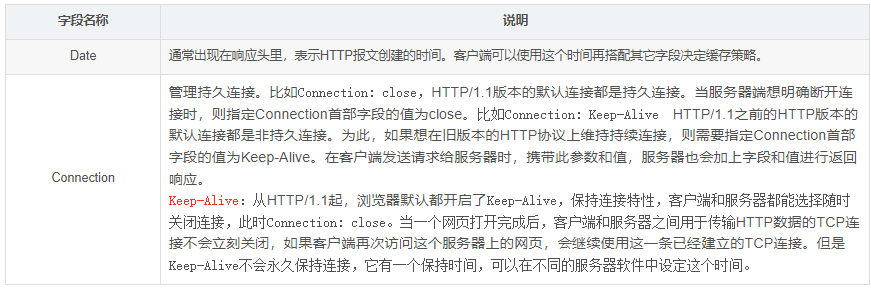 字段名称
说明
Date
通常出现在响应头里，表示HTTP报文创建的时间。客户端可以使用这个时间再搭配其它字段决定缓存策略。
Connection
管理持久连接。比如Connection: close，HTTP/1.1版本的默认连接都是持久连接。当服务器端想明确断开连
接时，则指定Connection首部字段的值为close。比如Connection: Keep-Alive HTTP/1.1之前的HTTP版本的
默认连接都是非持久连接。为此，如果想在旧版本的HTTP协议上维持持续连接，则需要指定Connection首部
字段的值为Keep-Alive。在客户端发送请求给服务器时，携带此参数和值，服务器也会加上字段和值进行返回
响应。
Keep-Alive：从HTTP/1.1起，浏览器默认都开启了Keep-Alive，保持连接特性，客户端和服务器都能选择随时
关闭连接，此时Connection: close。当一个网页打开完成后，客户端和服务器之间用于传输HTTP数据的TCP连
接不会立刻关闭，如果客户端再次访问这个服务器上的网页，会继续使用这一条已经建立的TCP连接。但是
Keep-Alive不会永久保持连接，它有一个保持时间，可以在不同的服务器软件中设定这个时间。